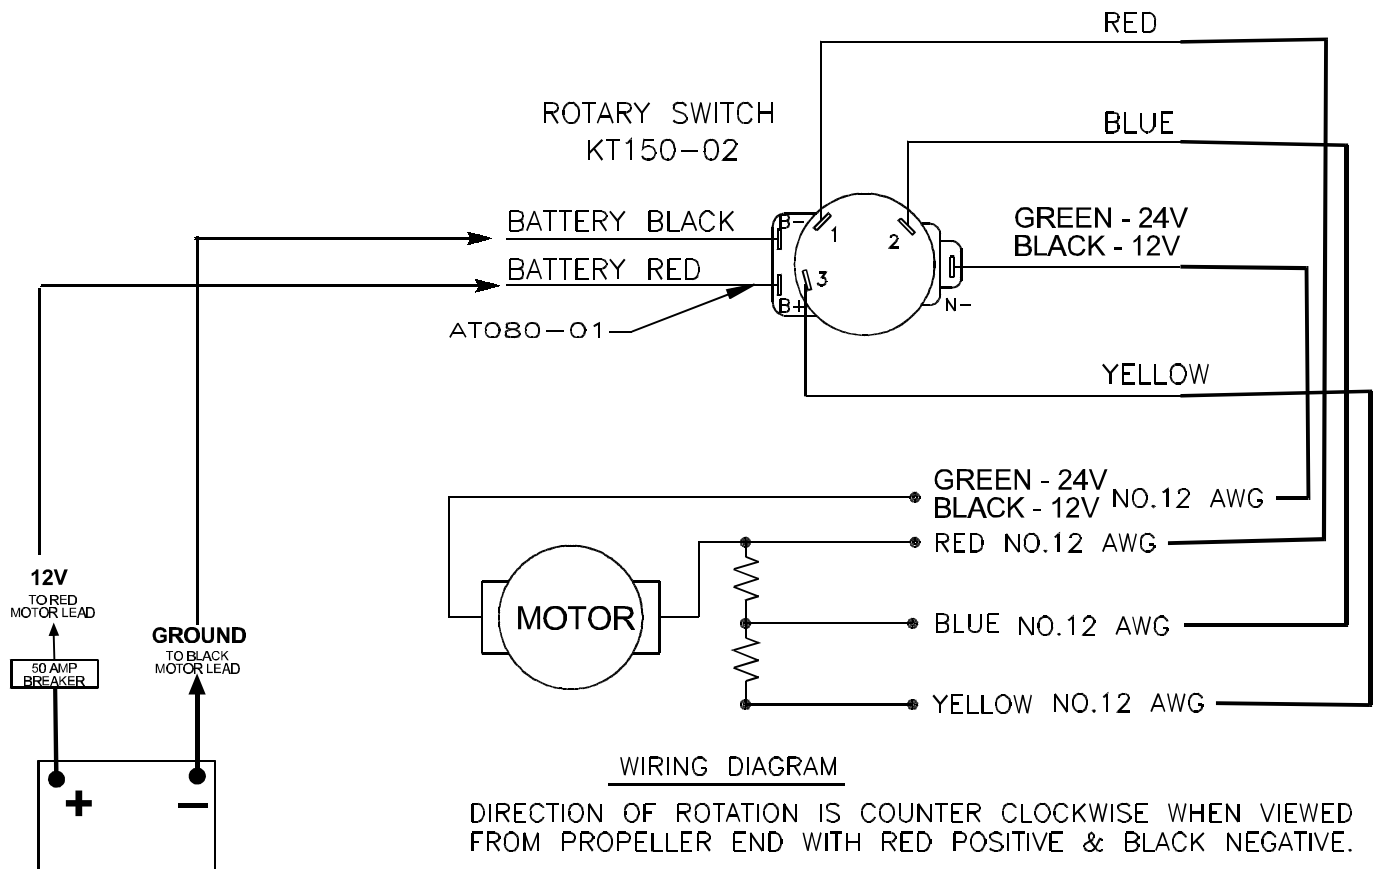 RED
ROTARY SWITCH
KT150-02
BLUE
BATTERY BLACK
B-
1
2
GREEN - 24V
BLACK - 12V
BATTERY RED
3
B+
N-
AT080-01
YELLOW
GREEN - 24V
BLACK - 12V
NO.12 AWG
RED NO.12 AWG
12V
TO RED
MOTOR LEAD
GROUND
TO BLACK
MOTOR LEAD
50 AMP
BREAKER
MOTOR
BLUE NO.12 AWG
YELLOW NO.12 AWG
+
-
WIRING DIAGRAM
DIRECTION OF ROTATION IS COUNTER CLOCKWISE WHEN VIEWED
FROM PROPELLER END WITH RED POSITIVE & BLACK NEGATIVE.